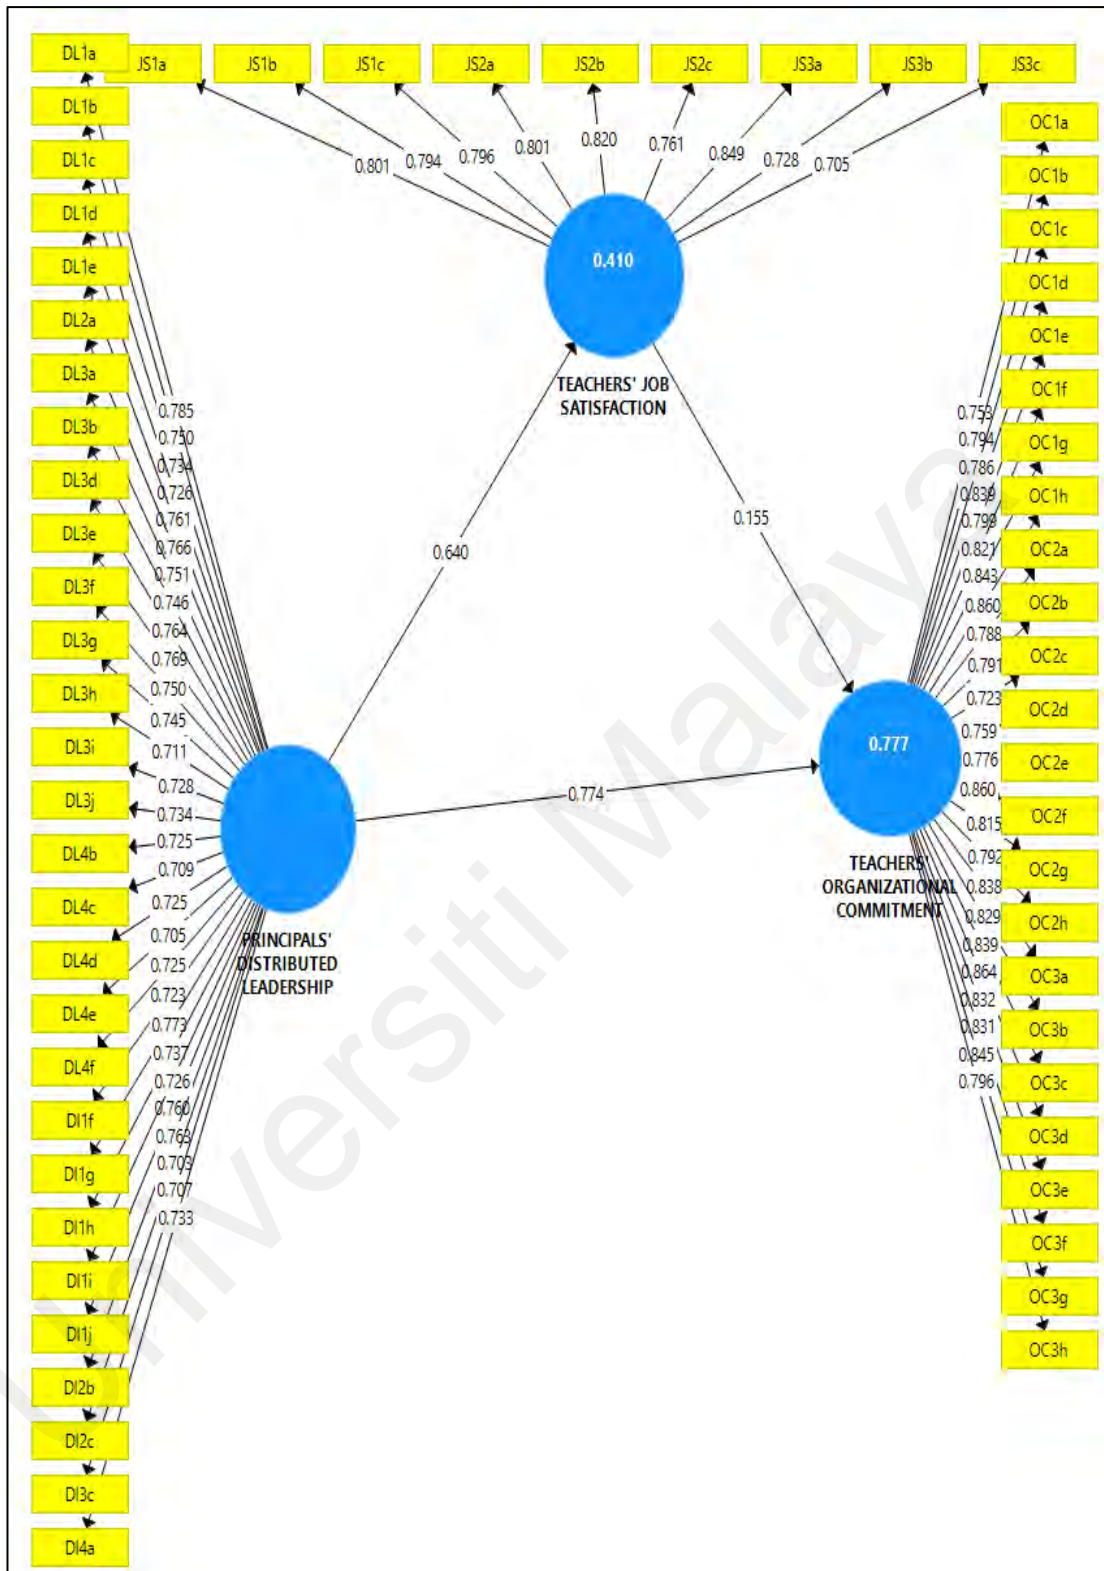 DL1a
JS1a
JS1b
JS1c
JS2a
JS2b
JS2c
JS3a
JS3b
JS3c
DL1b
DL1c
DL1d
DL1e
DL2a
DL3a
DL3b
DL3d
DL3e
DL3f
DL3g
DL3h
DL3i
DL3j
DL4b
DL4c
DL4d
DL4e
DL4f
DI1f
DI1g
DI1h
DI1i
DI1j
DI2b
DI2c
DI3c
DI4a
0.801
0.794
0.796
0.801
0.820
0.761
0.849
0.728
0.705
0.410
TEACHERS' JOB
SATISFACTION
0.785
0.750
0.734
0.726
0.761
0.766
0.751
0.746
0.764
0.769
0.750
0.745
0.711
0.728
0.734
0.725
0.709
0.725
0.705
0.725
0.723
0.773
0.737
0.726
0.760
0.763
0.703
0.707
0.733
PRINCIPALS'
DISTRIBUTED
LEADERSHIP
0.640
0.155
0.774
0.777
TEACHERS'
ORGANIZATIONAL
COMMITMENT
0.753
0.794
0.786
0.839
0.799
0.821
0.843
0.860
0.788
0.791
0.723
0.759
0.776
0.860
0.815
0.792
0.838
0.829
0.839
0.864
0.832
0.831
0.845
0.796
OC1a
OC1b
OC1c
OC1d
OC1e
OC1f
OC1g
OC1h
OC2a
OC2b
OC2c
OC2d
OC2e
OC2f
OC2g
OC2h
OC3a
OC3b
OC3c
OC3d
OC3e
OC3f
OC3g
OC3h
Universiti Malaya